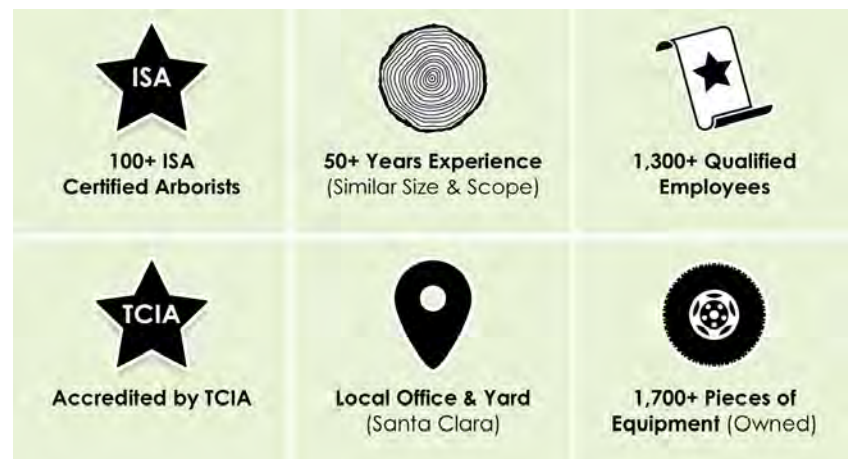 ISA
100+ ISA
Certified Arborists
50+ Years Experience
(Similar Size & Scope)
1,300+ Qualified
Employees
TCIA
Accredited by TCIA
Local Office & Yard
(Santa Clara)
1,700+ Pieces of
Equipment (Owned)